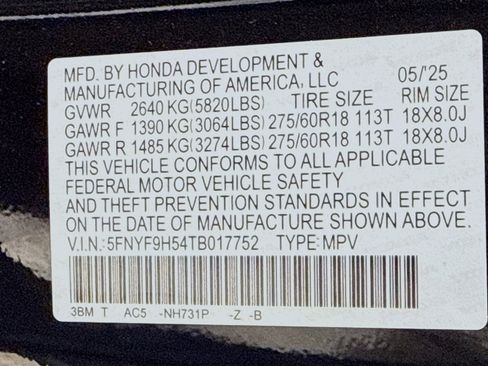 MFD. BY HONDA DEVELOPMENT &
MANUFACTURING OF AMERICA, LLC 05/'25
GVWR 2640 KG(5820LBS) TIRE SIZE RIM SIZE
GAWR F 1390 KG(3064LBS) 275/60R18 113T 18X8.0J
GAWR R 1485 KG(3274LBS) 275/60R18 113T 18X8.0J
THIS VEHICLE CONFORMS TO ALL APPLICABLE
FEDERAL MOTOR VEHICLE SAFETY
AND THEFT PREVENTION STANDARDS IN EFFECT
ON THE DATE OF MANUFACTURE SHOWN ABOVE.
V.I.N.: 5FNYF9H54TB017752 TYPE: MPV
3BM T AC5 -NH731P -Z -B